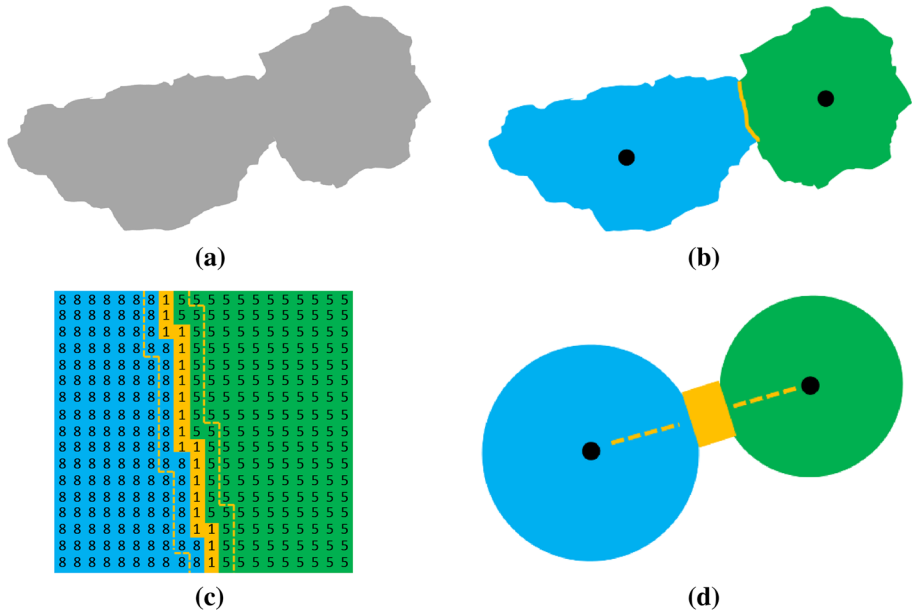 (a)
(b)
8 8 8 8 8 8 8 1 5 5 5 5 5 5 5 5 5 5 5 5
8 8 8 8 8 8 8 1 5 5 5 5 5 5 5 5 5 5 5 5
8 8 8 8 8 8 8 1 1 5 5 5 5 5 5 5 5 5 5 5
8 8 8 8 8 8 8 8 1 5 5 5 5 5 5 5 5 5 5 5
8 8 8 8 8 8 8 8 1 5 5 5 5 5 5 5 5 5 5 5
8 8 8 8 8 8 8 8 1 5 5 5 5 5 5 5 5 5 5 5
8 8 8 8 8 8 8 8 1 5 5 5 5 5 5 5 5 5 5 5
8 8 8 8 8 8 8 8 1 5 5 5 5 5 5 5 5 5 5 5
8 8 8 8 8 8 8 8 1 5 5 5 5 5 5 5 5 5 5 5
8 8 8 8 8 8 8 8 1 1 5 5 5 5 5 5 5 5 5 5
8 8 8 8 8 8 8 8 8 1 5 5 5 5 5 5 5 5 5 5
8 8 8 8 8 8 8 8 8 1 5 5 5 5 5 5 5 5 5 5
8 8 8 8 8 8 8 8 8 1 5 5 5 5 5 5 5 5 5 5
8 8 8 8 8 8 8 8 8 1 5 5 5 5 5 5 5 5 5 5
8 8 8 8 8 8 8 8 8 1 1 5 5 5 5 5 5 5 5 5
8 8 8 8 8 8 8 8 8 8 1 5 5 5 5 5 5 5 5 5
8 8 8 8 8 8 8 8 8 8 1 5 5 5 5 5 5 5 5 5
(c)
(d)